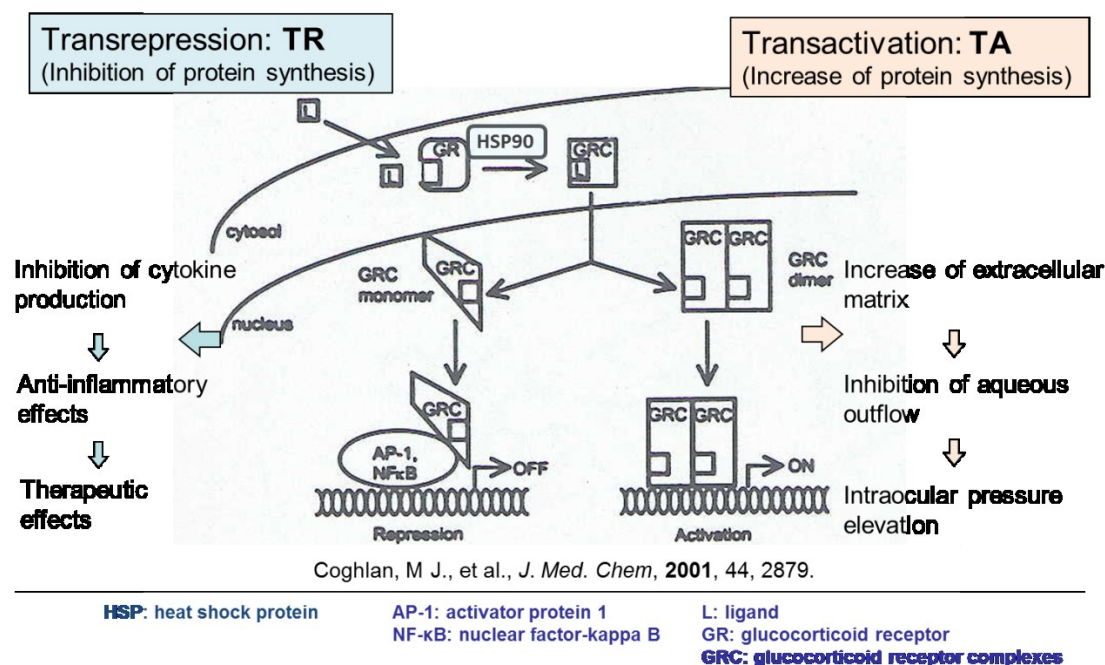 Transrepression: TR
(Inhibition of protein synthesis)
Transactivation: TA
(Increase of protein synthesis)
L
L
GR
HSP90
GRC
L
cytosol
nucleus
GRC
monomer
GRC
GRC GRC
GRC
dimer
Inhibition of cytokine
production
Anti-inflammatory
effects
Therapeutic
effects
Increase of extracellular
matrix
Inhibition of aqueous
outflow
Intraocular pressure
elevation
GRC
AP-1,
NFκB
OFF
Repression
GRC GRC
ON
Activation
Coghlan, M J., et al., J. Med. Chem, 2001, 44, 2879.
HSP: heat shock protein
AP-1: activator protein 1
NF-κB: nuclear factor-kappa B
L: ligand
GR: glucocorticoid receptor
GRC: glucocorticoid receptor complexes